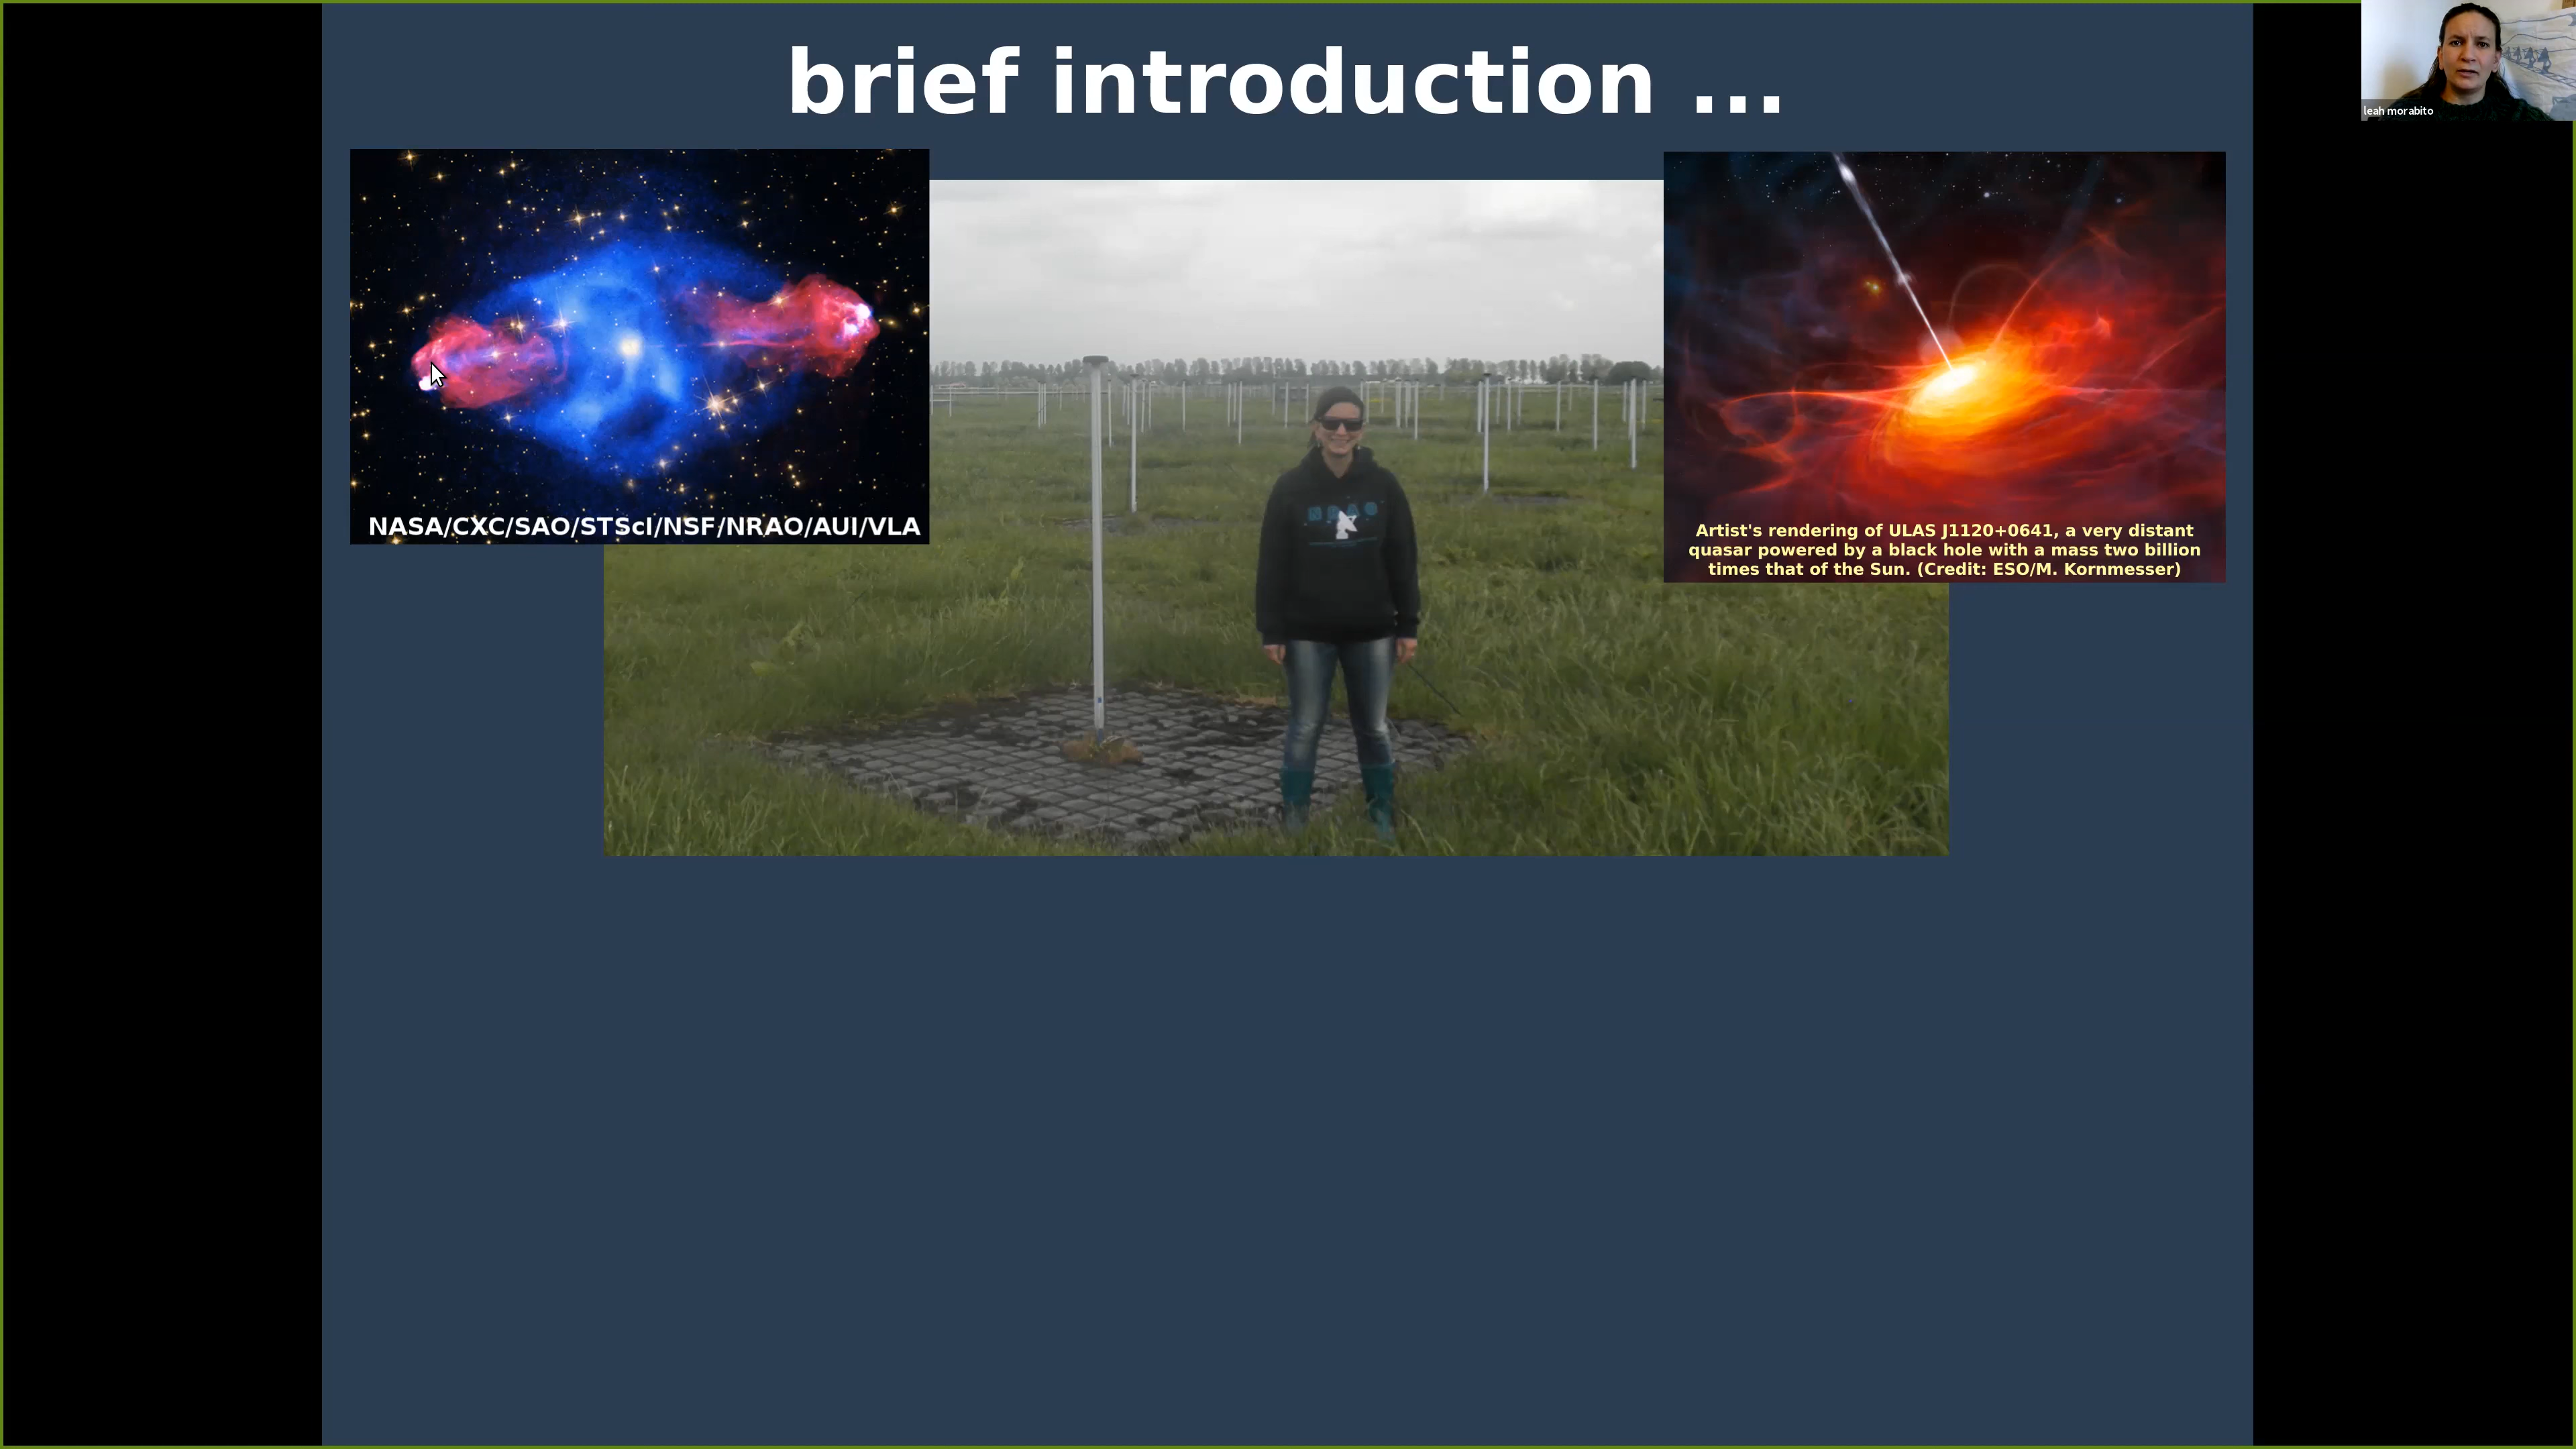 brief introduction ...
leah morabito
NASA/CXC/SAO/STScI/NSF/NRAO/AUI/VLA
NRAO
Artist's rendering of ULAS J1120+0641, a very distant
quasar powered by a black hole with a mass two billion
times that of the Sun. (Credit: ESO/M. Kornmesser)